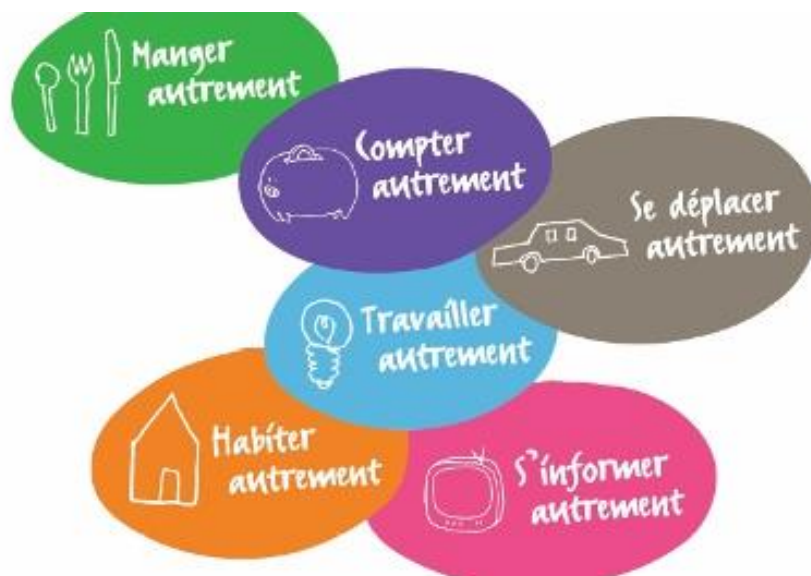 Manger
autrement
Compter
autrement
Se déplacer
autrement
Travailler
autrement
Habiter
autrement
S'informer
autrement